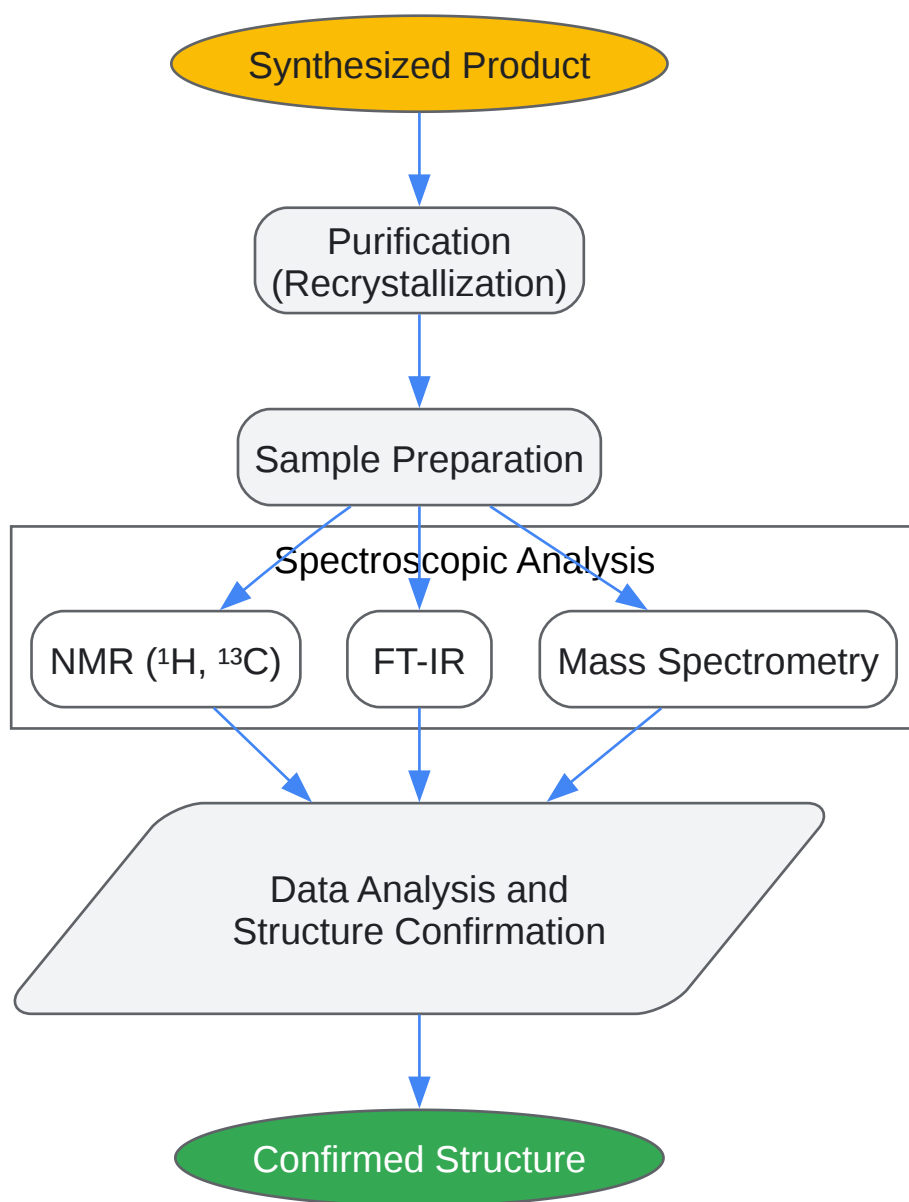 Synthesized Product
Purification
(Recrystallization)
Sample Preparation
Spectroscopic Analysis
NMR (¹H, ¹³C)
FT-IR
Mass Spectrometry
Data Analysis and
Structure Confirmation
Confirmed Structure